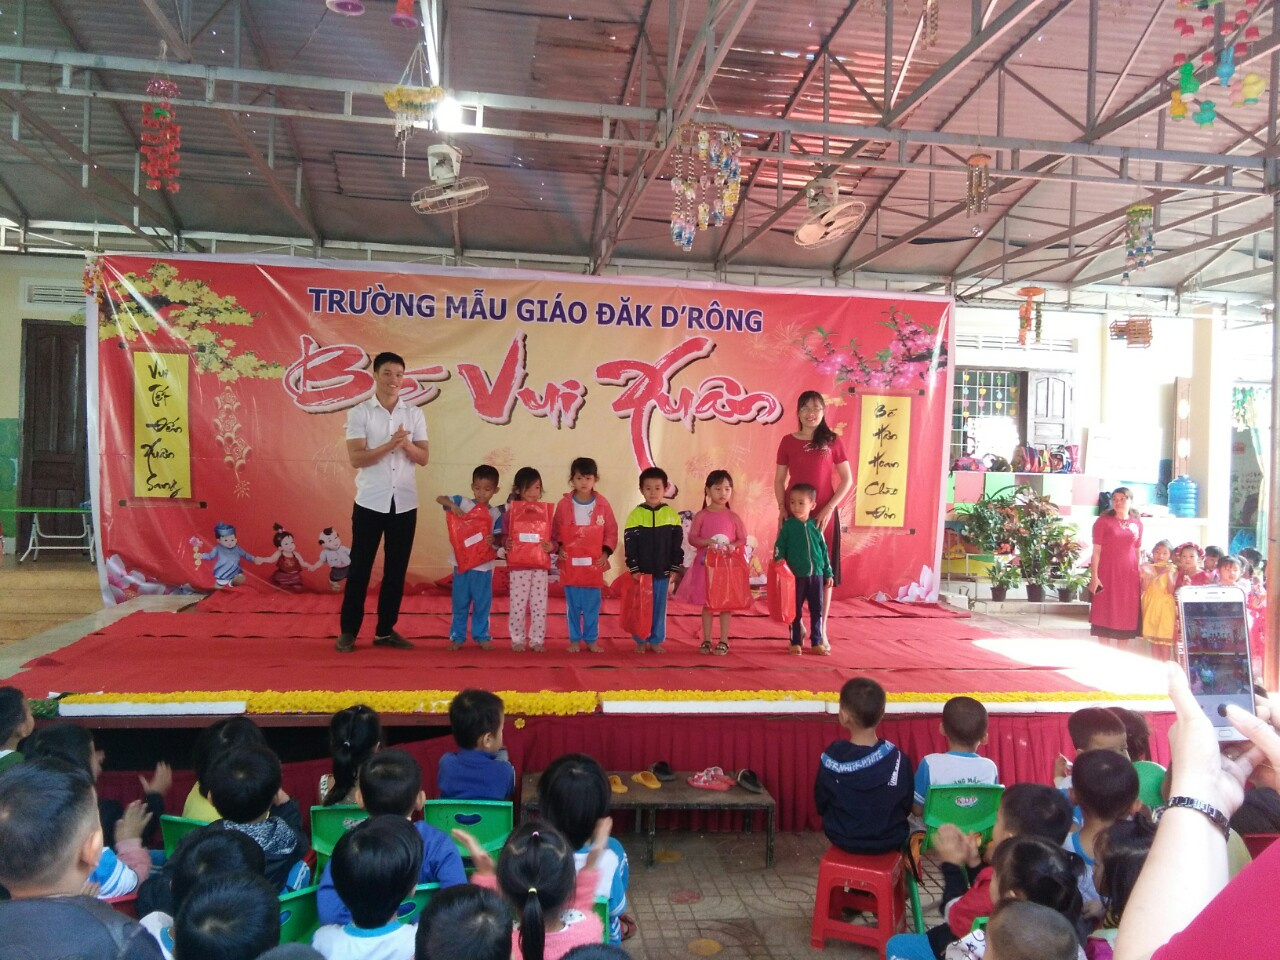 TRƯỜNG MẪU GIÁO ĐĂK D'RÔNG
Bé Vui Xuân
Vui
Tết
Đến
Xuân
Sang
Bé
Hân
Hoan
Chào
Đón